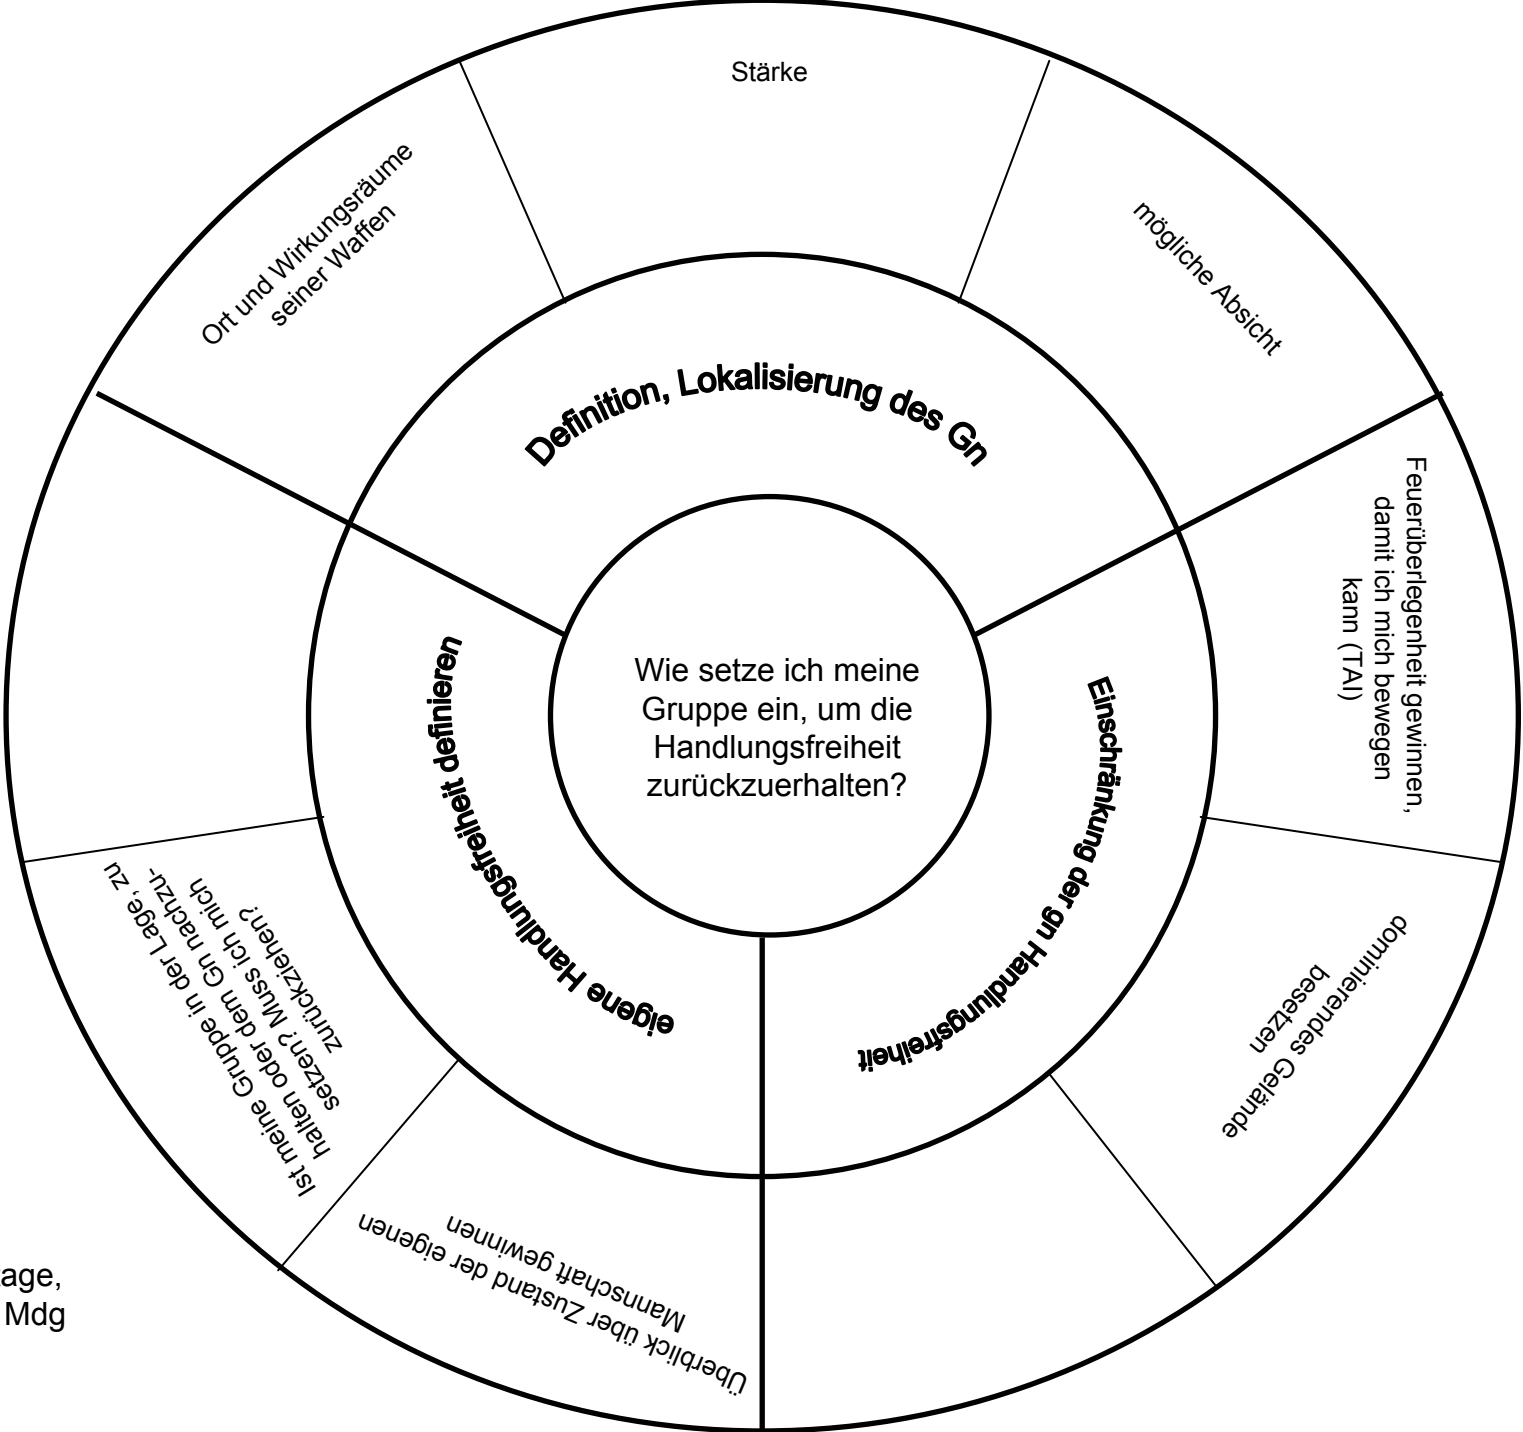 Stärke
Ort und Wirkungsräume
seiner Waffen
mögliche Absicht
Definition, Lokalisierung des Gn
Feuerüberlegenheit gewinnen,
damit ich mich bewegen
kann (TAI)
Wie setze ich meine
Gruppe ein, um die
Handlungsfreiheit
zurückzuerhalten?
Einschränkung der gn Handlungsfreiheit
eigene Handlungsfreiheit definieren
dominierendes Gelände
besetzen
Ist meine Gruppe in der Lage, zu
halten oder dem Gn nachzu-
setzen? Muss ich mich
zurückziehen?
Überblick über Zustand der eigenen
Mannschaft gewinnen
age,
Mdg